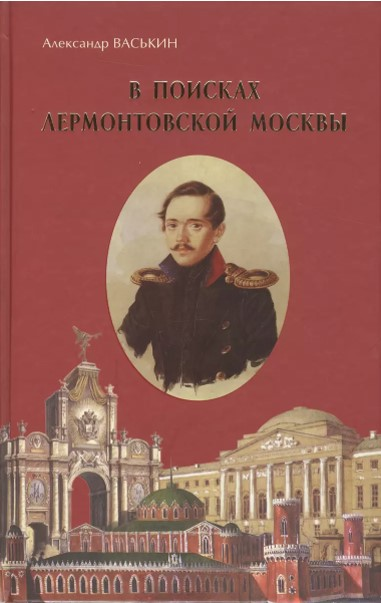 Александр ВАСЬКИН
В ПОИСКАХ
ЛЕРМОНТОВСКОЙ МОСКВЫ